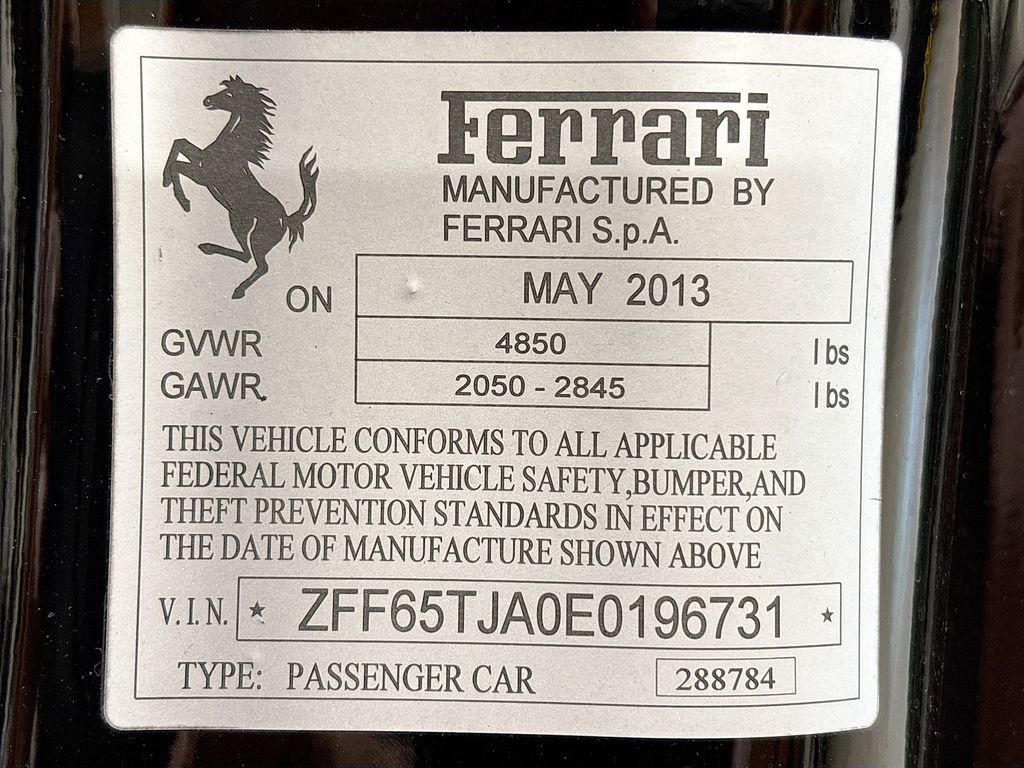 Ferrari
MANUFACTURED BY
FERRARI S.p.A.
ON MAY 2013
GVWR 4850 lbs
GAWR. 2050 - 2845 lbs
THIS VEHICLE CONFORMS TO ALL APPLICABLE
FEDERAL MOTOR VEHICLE SAFETY,BUMPER,AND
THEFT PREVENTION STANDARDS IN EFFECT ON
THE DATE OF MANUFACTURE SHOWN ABOVE
V.I.N. ★ ZFF65TJA0E0196731 ★
TYPE: PASSENGER CAR 288784